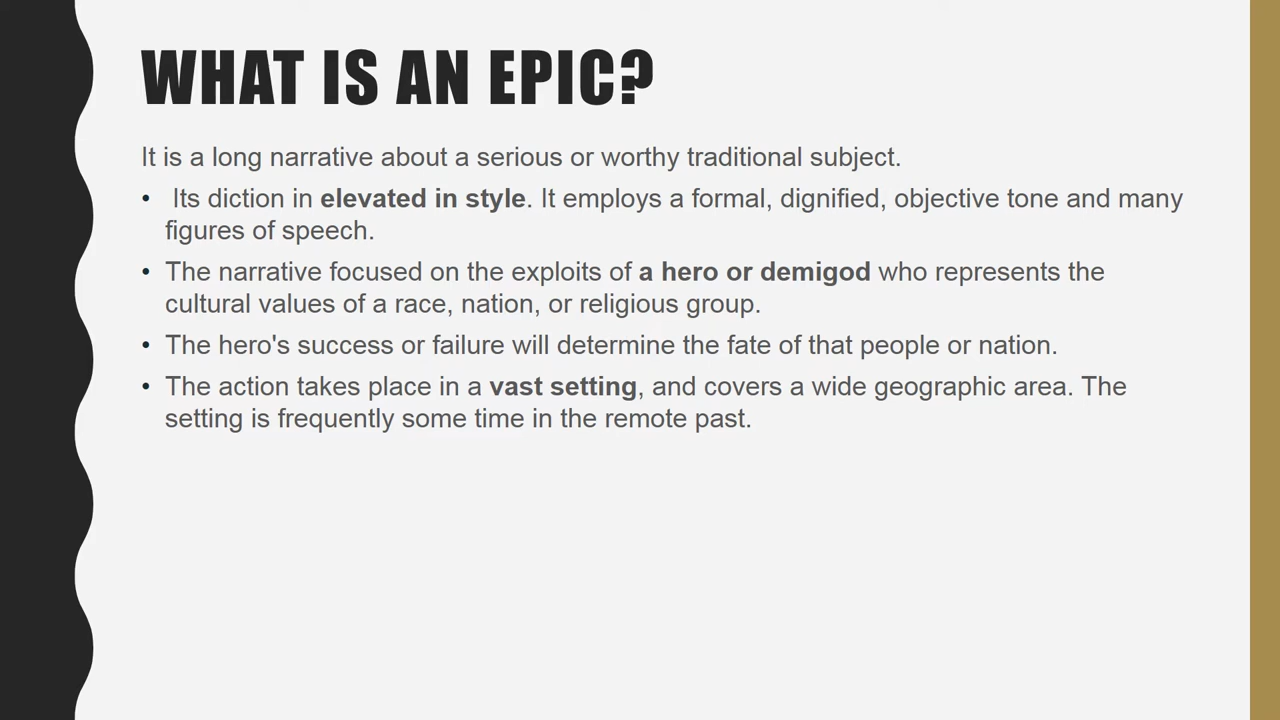 WHAT IS AN EPIC?
It is a long narrative about a serious or worthy traditional subject.
• Its diction in elevated in style. It employs a formal, dignified, objective tone and many
figures of speech.
• The narrative focused on the exploits of a hero or demigod who represents the
cultural values of a race, nation, or religious group.
• The hero's success or failure will determine the fate of that people or nation.
• The action takes place in a vast setting, and covers a wide geographic area. The
setting is frequently some time in the remote past.